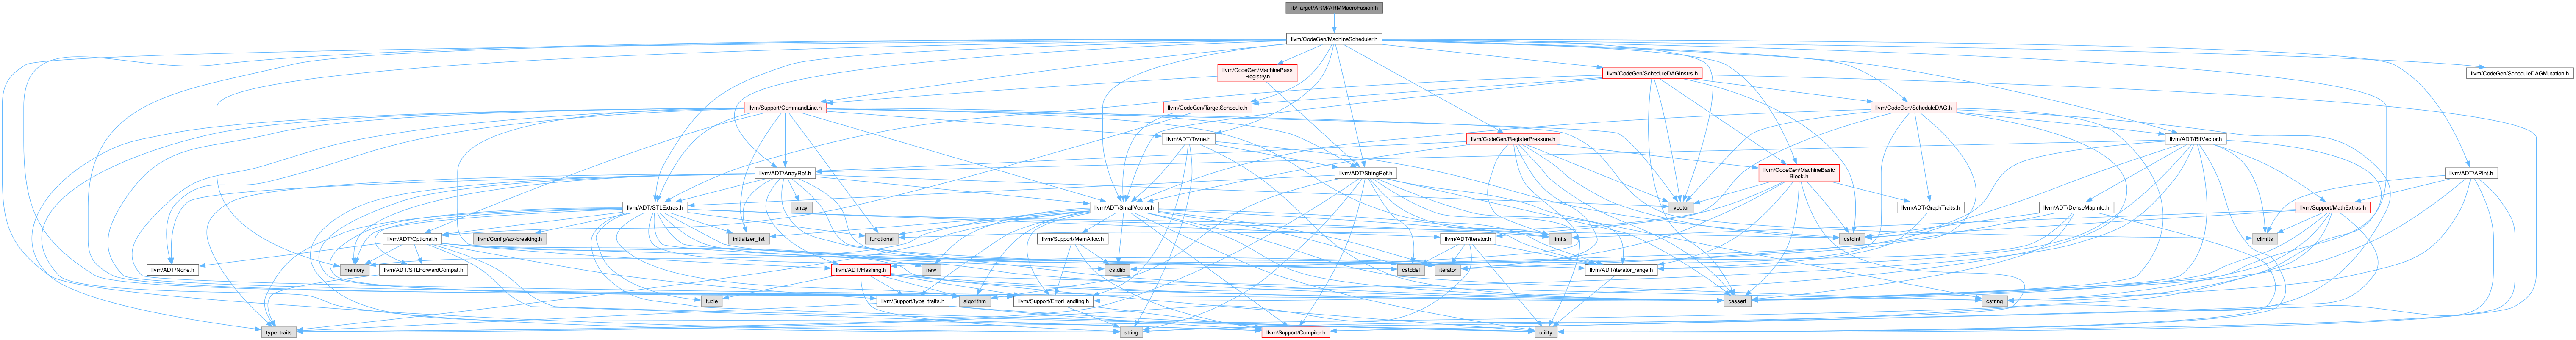 lib/Target/ARM/ARMMacroFusion.h
llvm/CodeGen/MachineScheduler.h
llvm/CodeGen/MachinePass
Registry.h
llvm/CodeGen/ScheduleDAGInstrs.h
llvm/CodeGen/ScheduleDAGMutation.h
llvm/Support/CommandLine.h
llvm/CodeGen/TargetSchedule.h
llvm/CodeGen/ScheduleDAG.h
llvm/ADT/Twine.h
llvm/CodeGen/RegisterPressure.h
llvm/ADT/BitVector.h
llvm/ADT/ArrayRef.h
llvm/ADT/StringRef.h
llvm/CodeGen/MachineBasic
Block.h
llvm/ADT/APInt.h
llvm/ADT/STLExtras.h
array
llvm/ADT/SmallVector.h
vector
llvm/ADT/GraphTraits.h
llvm/ADT/DenseMapInfo.h
llvm/Support/MathExtras.h
llvm/ADT/Optional.h
llvm/Config/abi-breaking.h
initializer_list
functional
llvm/Support/MemAlloc.h
llvm/ADT/iterator.h
limits
cstdint
climits
llvm/ADT/None.h
memory
llvm/ADT/STLForwardCompat.h
llvm/ADT/Hashing.h
new
cstdlib
cstddef
iterator
llvm/ADT/iterator_range.h
tuple
llvm/Support/type_traits.h
algorithm
llvm/Support/ErrorHandling.h
cassert
cstring
type_traits
string
llvm/Support/Compiler.h
utility